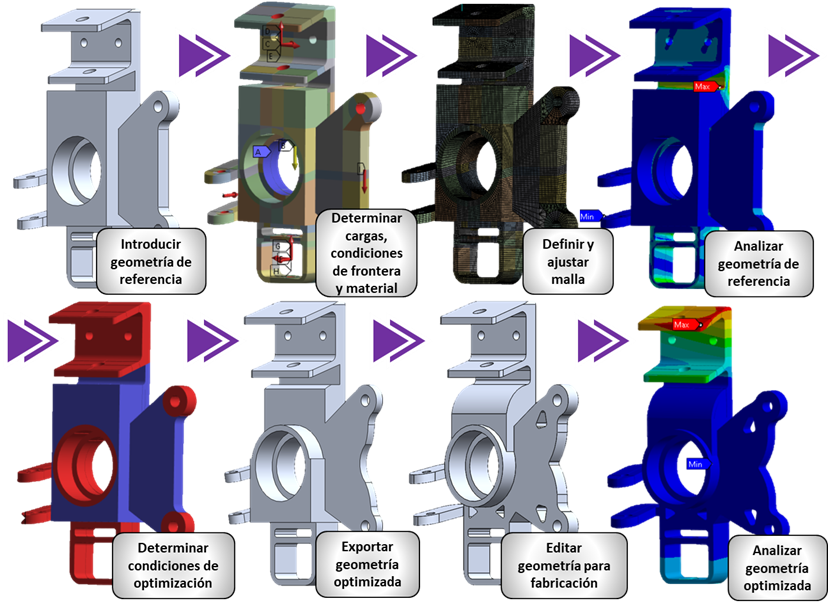 Introducir
geometría de
referencia
Determinar
cargas,
condiciones
de frontera
y material
Definir y
ajustar
malla
Analizar
geometría de
referencia
Determinar
condiciones de
optimización
Exportar
geometría
optimizada
Editar
geometría para
fabricación
Analizar
geometría
optimizada
A
B
C
E
G
H
Max
Min
Max
Min